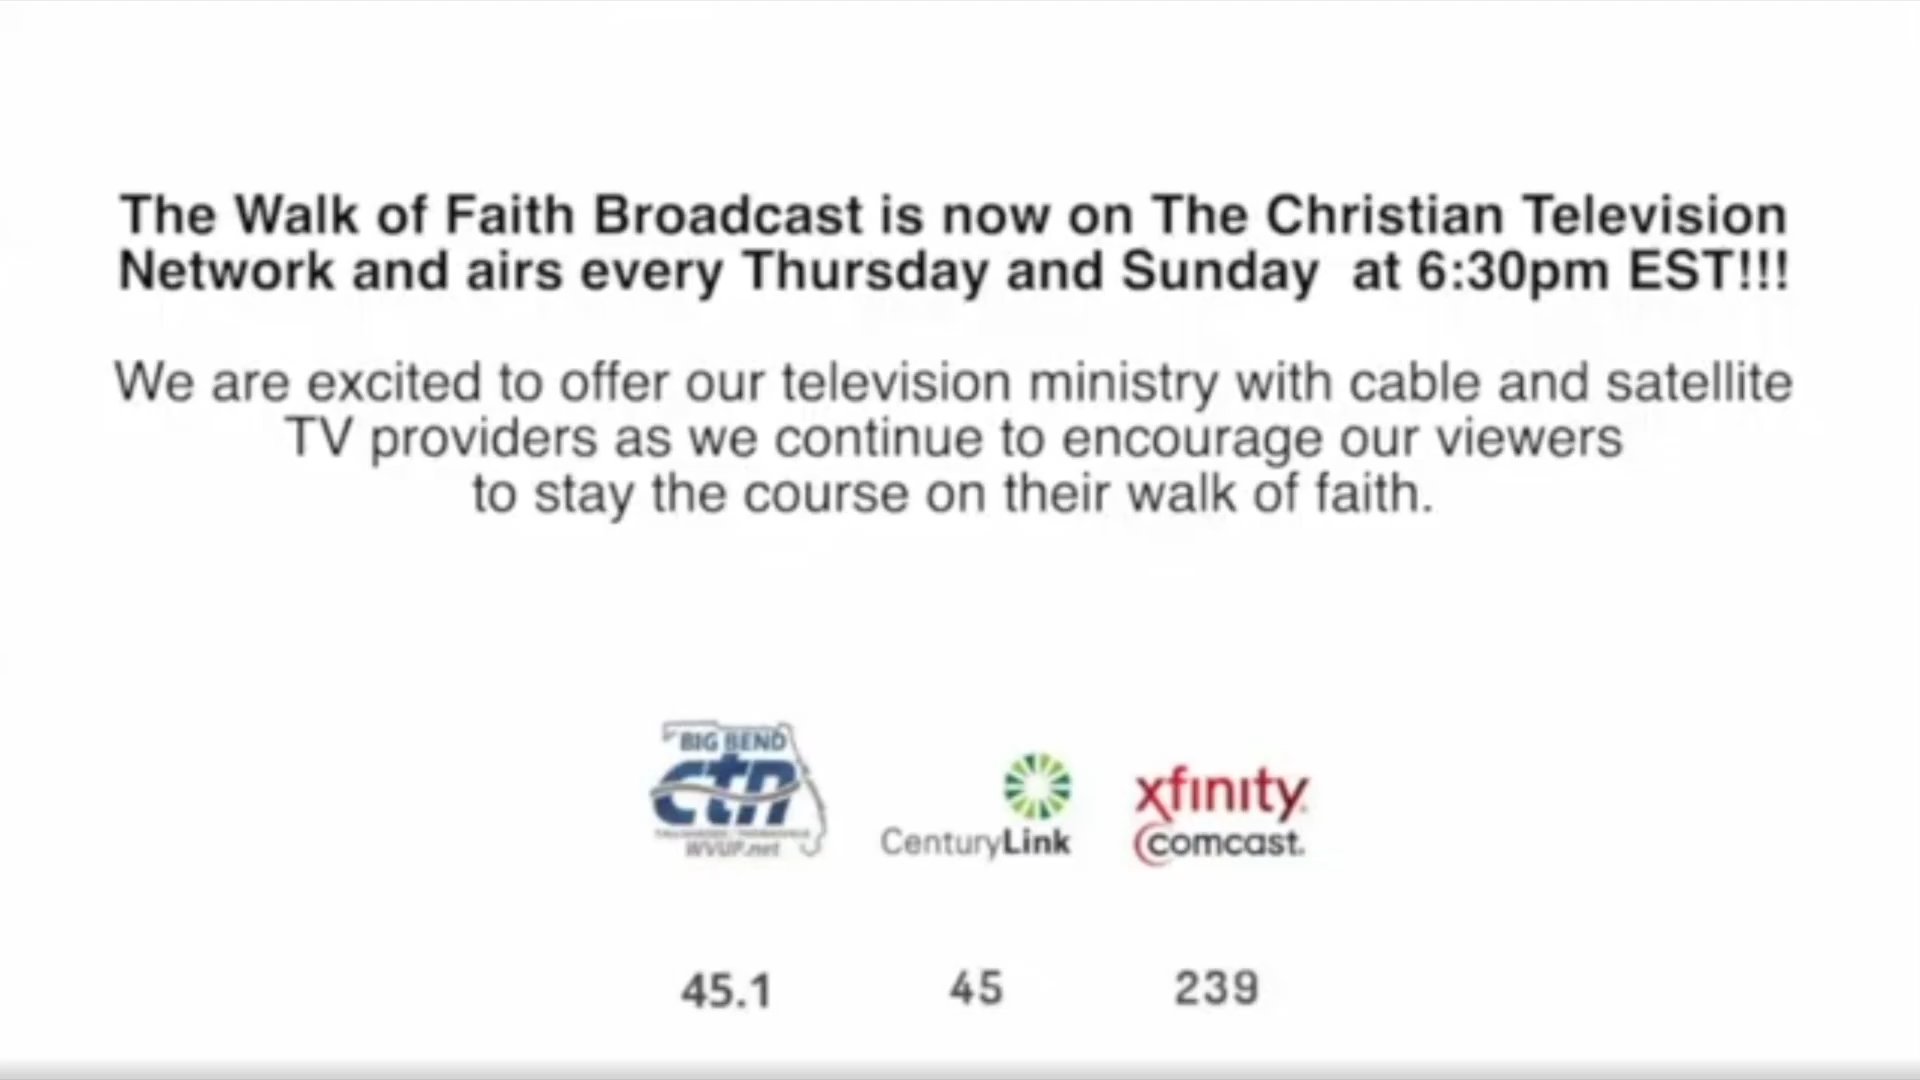 The Walk of Faith Broadcast is now on The Christian Television
Network and airs every Thursday and Sunday at 6:30pm EST!!!
We are excited to offer our television ministry with cable and satellite
TV providers as we continue to encourage our viewers
to stay the course on their walk of faith.
BIG BEND
ctn
WVUP.net
CenturyLink
xfinity
comcast.
45.1 45 239